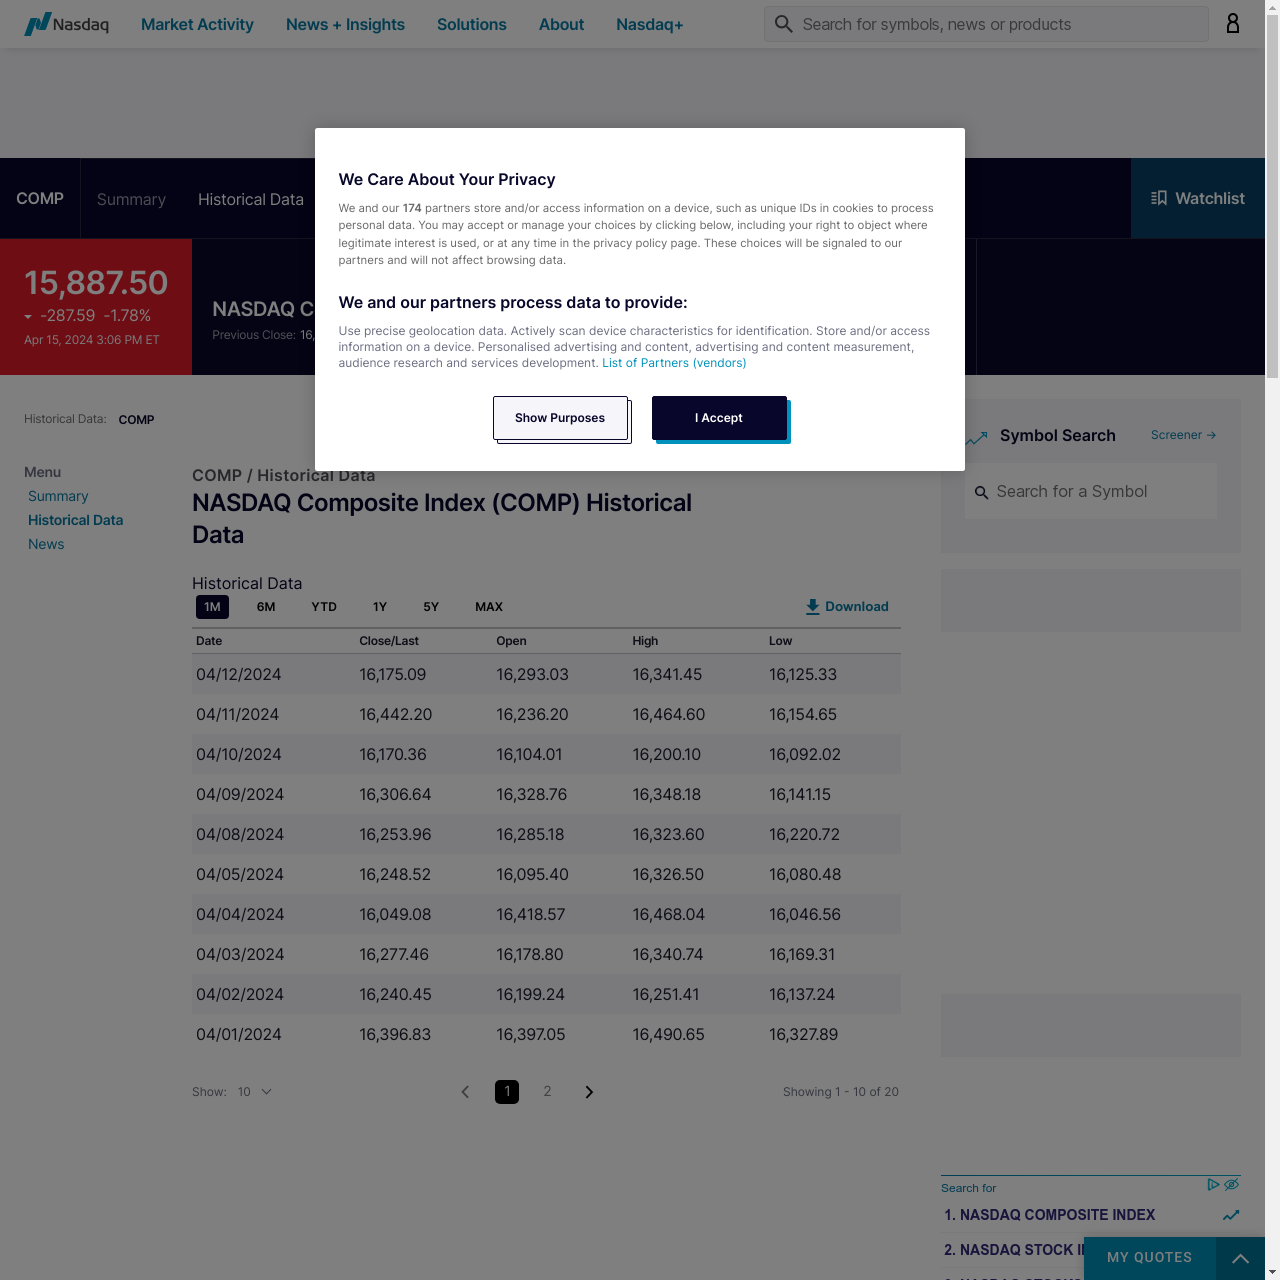 Nasdaq
Market Activity
News + Insights
Solutions
About
Nasdaq+
Search for symbols, news or products
COMP
Summary
Historical Data
Watchlist
15,887.50
-287.59 -1.78%
Apr 15, 2024 3:06 PM ET
NASDAQ C
Previous Close: 16,
We Care About Your Privacy
We and our 174 partners store and/or access information on a device, such as unique IDs in cookies to process
personal data. You may accept or manage your choices by clicking below, including your right to object where
legitimate interest is used, or at any time in the privacy policy page. These choices will be signaled to our
partners and will not affect browsing data.
We and our partners process data to provide:
Use precise geolocation data. Actively scan device characteristics for identification. Store and/or access
information on a device. Personalised advertising and content, advertising and content measurement,
audience research and services development. List of Partners (vendors)
Show Purposes
I Accept
Historical Data: COMP
Menu
Summary
Historical Data
News
COMP / Historical Data
NASDAQ Composite Index (COMP) Historical
Data
Historical Data
1M 6M YTD 1Y 5Y MAX
Download
Date Close/Last Open High Low
04/12/2024 16,175.09 16,293.03 16,341.45 16,125.33
04/11/2024 16,442.20 16,236.20 16,464.60 16,154.65
04/10/2024 16,170.36 16,104.01 16,200.10 16,092.02
04/09/2024 16,306.64 16,328.76 16,348.18 16,141.15
04/08/2024 16,253.96 16,285.18 16,323.60 16,220.72
04/05/2024 16,248.52 16,095.40 16,326.50 16,080.48
04/04/2024 16,049.08 16,418.57 16,468.04 16,046.56
04/03/2024 16,277.46 16,178.80 16,340.74 16,169.31
04/02/2024 16,240.45 16,199.24 16,251.41 16,137.24
04/01/2024 16,396.83 16,397.05 16,490.65 16,327.89
Show: 10
1 2
Showing 1 - 10 of 20
Symbol Search
Screener →
Search for a Symbol
Search for
1. NASDAQ COMPOSITE INDEX
2. NASDAQ STOCK
MY QUOTES